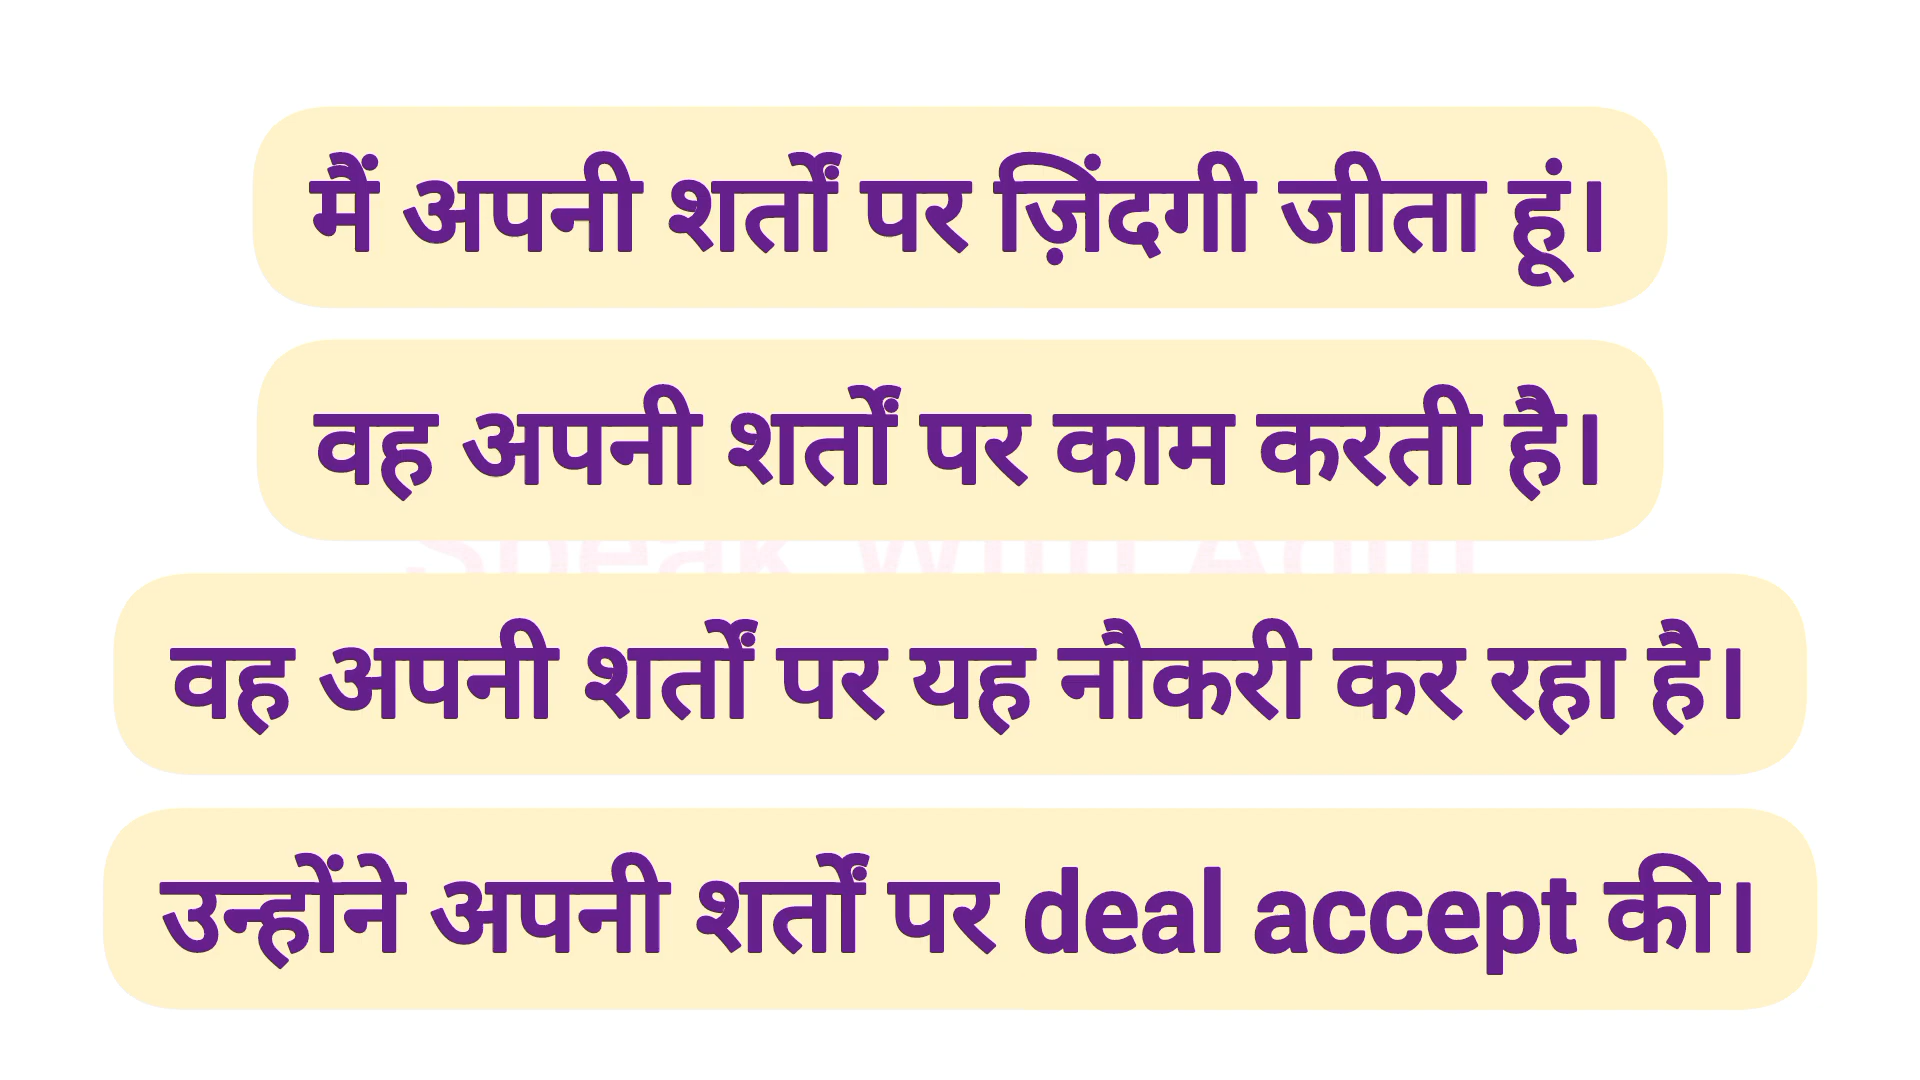 मैं अपनी शर्तों पर ज़िंदगी जीता हूं।
वह अपनी शर्तों पर काम करती है।
वह अपनी शर्तों पर यह नौकरी कर रहा है।
उन्होंने अपनी शर्तों पर deal accept की।